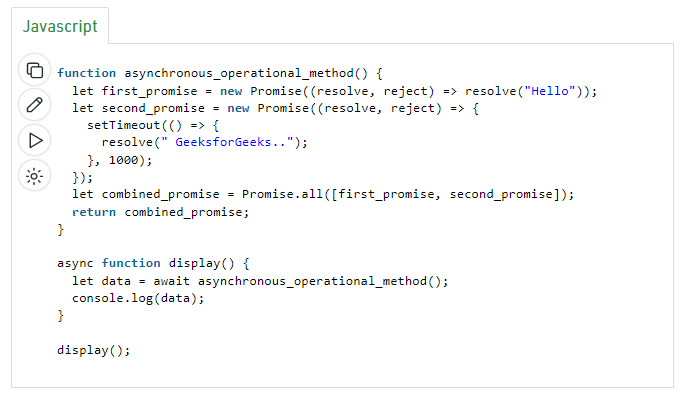 Javascript
function asynchronous_operational_method() {
  let first_promise = new Promise((resolve, reject) => resolve("Hello"));
  let second_promise = new Promise((resolve, reject) => {
    setTimeout(() => {
      resolve(" GeeksforGeeks..");
    }, 1000);
  });
  let combined_promise = Promise.all([first_promise, second_promise]);
  return combined_promise;
}

async function display() {
  let data = await asynchronous_operational_method();
  console.log(data);
}

display();